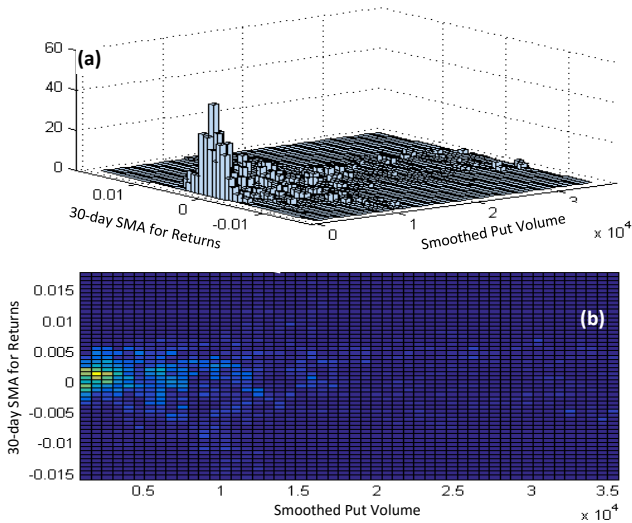 60
(a)
40
20
0
0.01
0
-0.01
30-day SMA for Returns
0
1
2
3
Smoothed Put Volume
x 10^4
0.015
(b)
0.01
0.005
0
-0.005
-0.01
-0.015
30-day SMA for Returns
0.5 1 1.5 2 2.5 3 3.5
Smoothed Put Volume
x 10^4